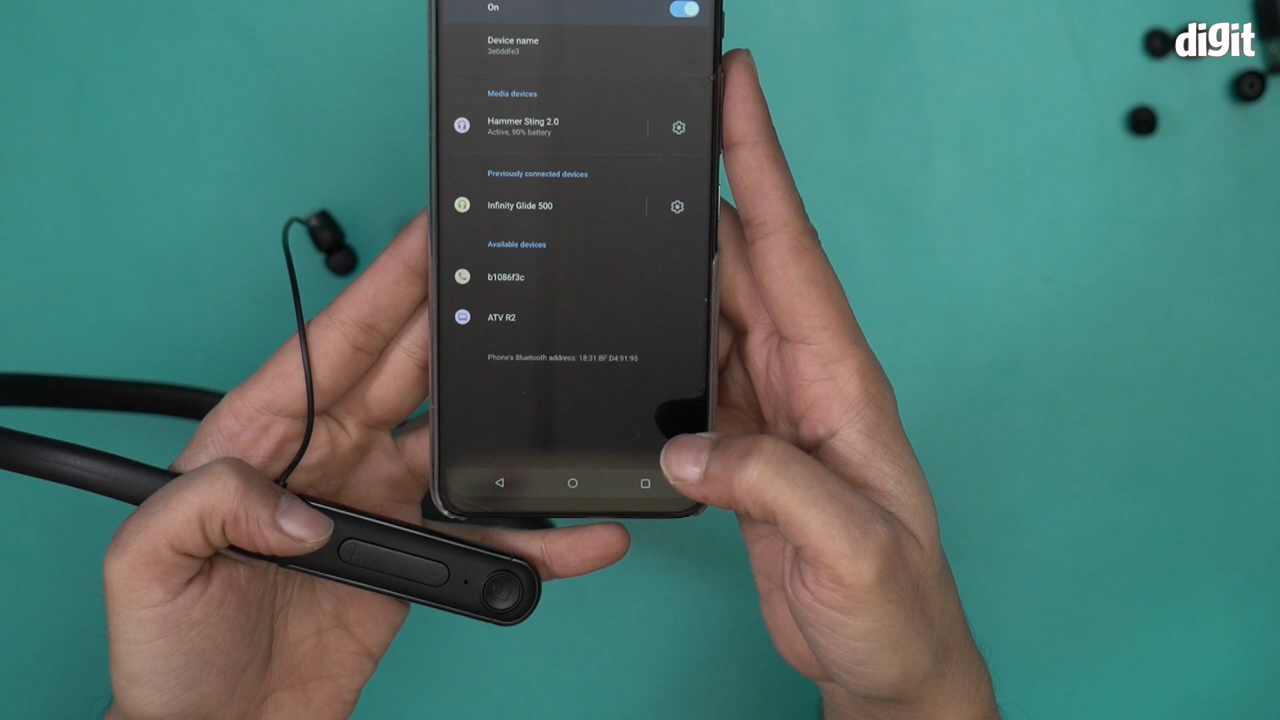 On
digit
Device name
3e6ddfe3
Media devices
Hammer Sting 2.0
Active, 90% battery
Previously connected devices
Infinity Glide 500
Available devices
b1086f3c
ATV R2
Phone's Bluetooth address: 18:31:BF:D4:91:95